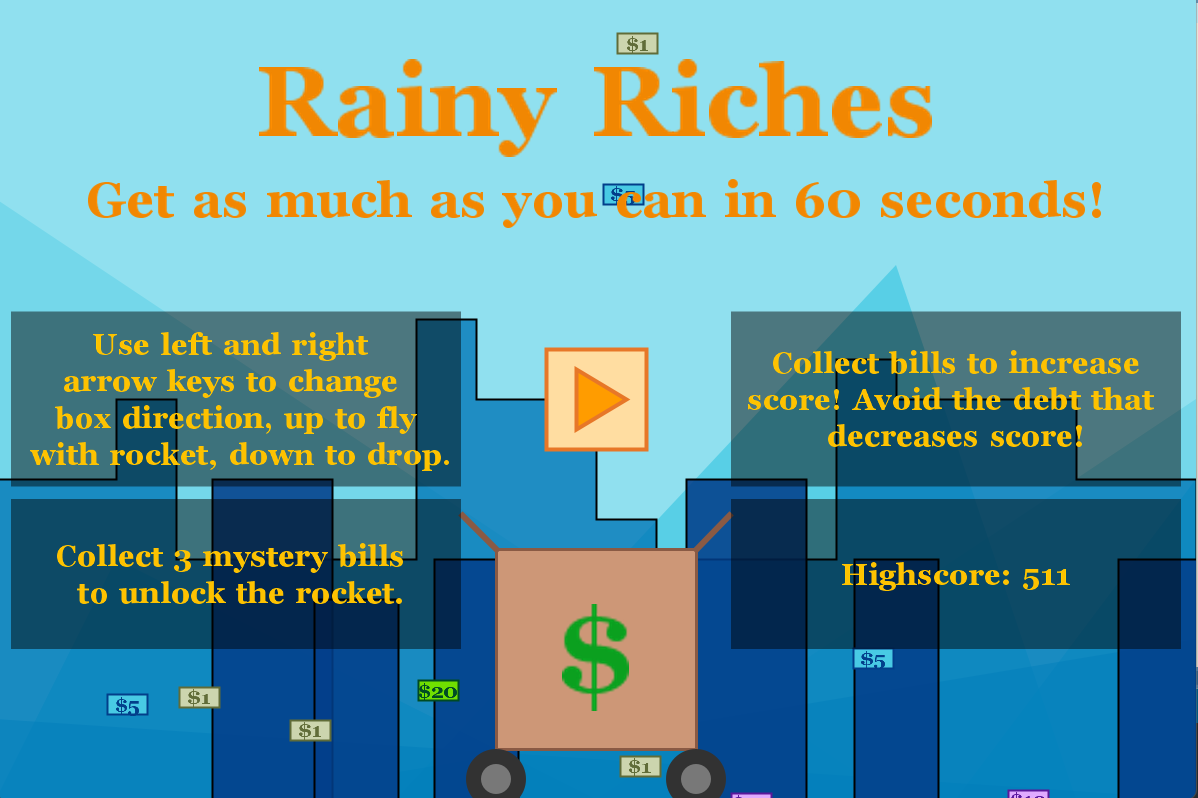 $1
Rainy Riches
$5
Get as much as you can in 60 seconds!
Use left and right
arrow keys to change
box direction, up to fly
with rocket, down to drop.
Collect bills to increase
score! Avoid the debt that
decreases score!
Collect 3 mystery bills
to unlock the rocket.
Highscore: 511
$
$5
$20
$1
$5
$1
$1